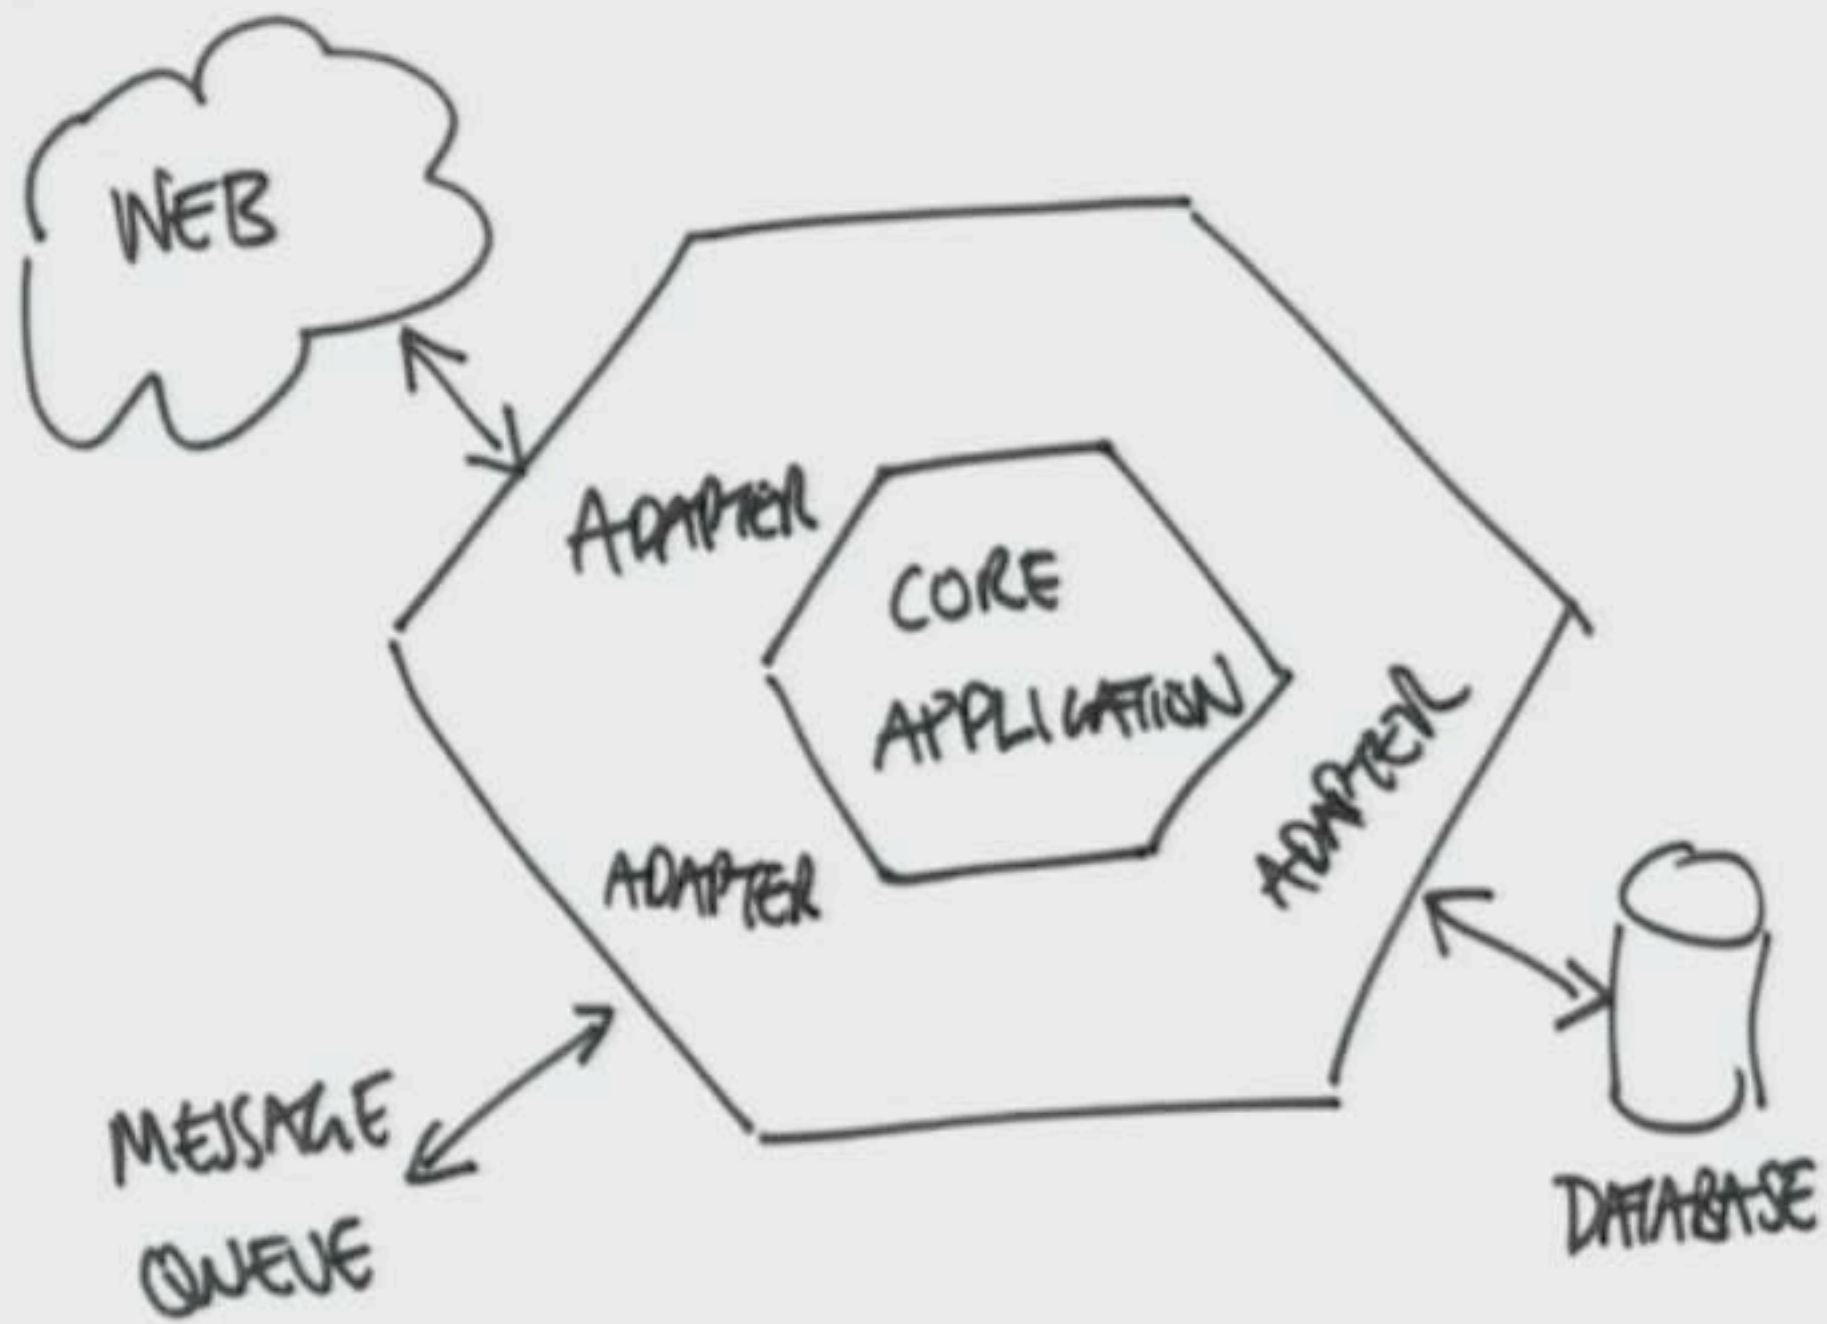 WEB
ADAPTER
CORE
APPLICATION
ADAPTER
ADAPTER
MESSAGE
QUEUE
DATABASE